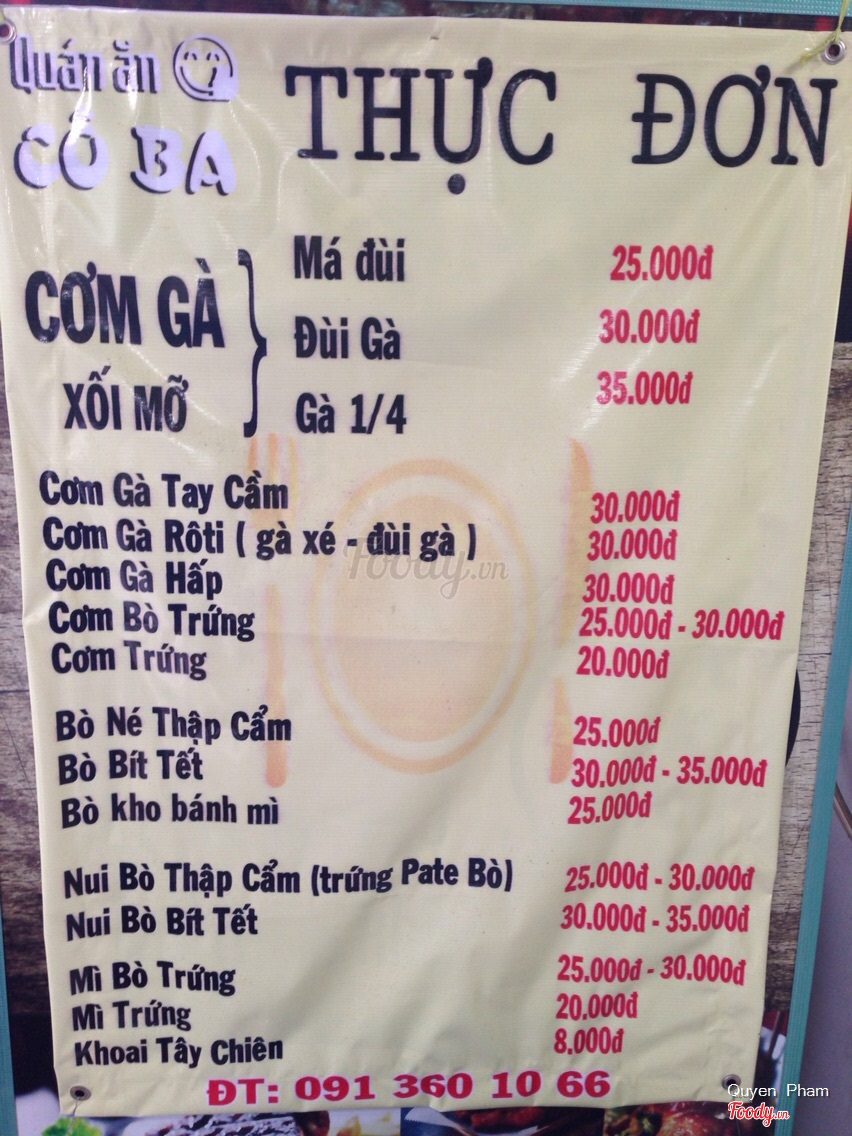 Quán ăn
CÔ BA
THỰC ĐƠN
CƠM GÀ
XỐI MỠ
Má đùi 25.000đ
Đùi Gà 30.000đ
Gà 1/4 35.000đ
Cơm Gà Tay Cầm 30.000đ
Cơm Gà Rôti ( gà xé - đùi gà ) 30.000đ
Cơm Gà Hấp 30.000đ
Cơm Bò Trứng 25.000đ - 30.000đ
Cơm Trứng 20.000đ
Bò Né Thập Cẩm 25.000đ
Bò Bít Tết 30.000đ - 35.000đ
Bò kho bánh mì 25.000đ
Nui Bò Thập Cẩm (trứng Pate Bò) 25.000đ - 30.000đ
Nui Bò Bít Tết 30.000đ - 35.000đ
Mì Bò Trứng 25.000đ - 30.000đ
Mì Trứng 20.000đ
Khoai Tây Chiên 8.000đ
ĐT: 091 360 10 66
Foody.vn
Quyen Pham
Foody.vn